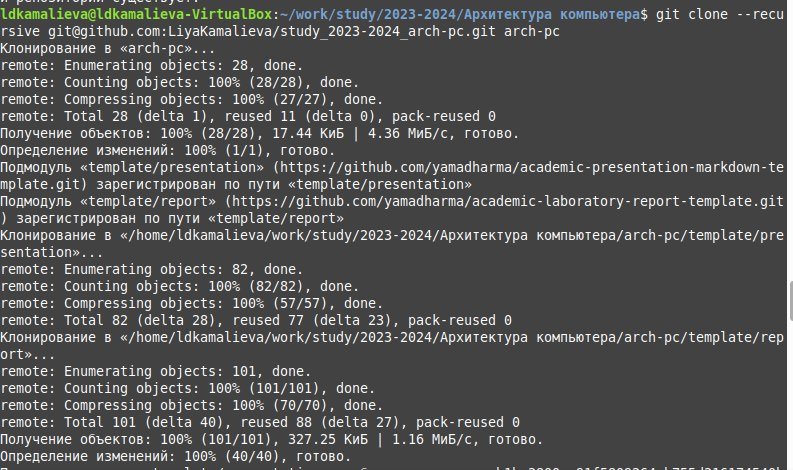 ldkamalieva@ldkamalieva-VirtualBox:~/work/study/2023-2024/Архитектура компьютера$ git clone --recu
rsive git@github.com:LiyaKamalieva/study_2023-2024_arch-pc.git arch-pc
Клонирование в «arch-pc»...
remote: Enumerating objects: 28, done.
remote: Counting objects: 100% (28/28), done.
remote: Compressing objects: 100% (27/27), done.
remote: Total 28 (delta 1), reused 11 (delta 0), pack-reused 0
Получение объектов: 100% (28/28), 17.44 КиБ | 4.36 МиБ/с, готово.
Определение изменений: 100% (1/1), готово.
Подмодуль «template/presentation» (https://github.com/yamadharma/academic-presentation-markdown-te
mplate.git) зарегистрирован по пути «template/presentation»
Подмодуль «template/report» (https://github.com/yamadharma/academic-laboratory-report-template.git
) зарегистрирован по пути «template/report»
Клонирование в «/home/ldkamalieva/work/study/2023-2024/Архитектура компьютера/arch-pc/template/pre
sentation»...
remote: Enumerating objects: 82, done.
remote: Counting objects: 100% (82/82), done.
remote: Compressing objects: 100% (57/57), done.
remote: Total 82 (delta 28), reused 77 (delta 23), pack-reused 0
Клонирование в «/home/ldkamalieva/work/study/2023-2024/Архитектура компьютера/arch-pc/template/rep
ort»...
remote: Enumerating objects: 101, done.
remote: Counting objects: 100% (101/101), done.
remote: Compressing objects: 100% (70/70), done.
remote: Total 101 (delta 40), reused 88 (delta 27), pack-reused 0
Получение объектов: 100% (101/101), 327.25 КиБ | 1.16 МиБ/с, готово.
Определение изменений: 100% (40/40), готово.